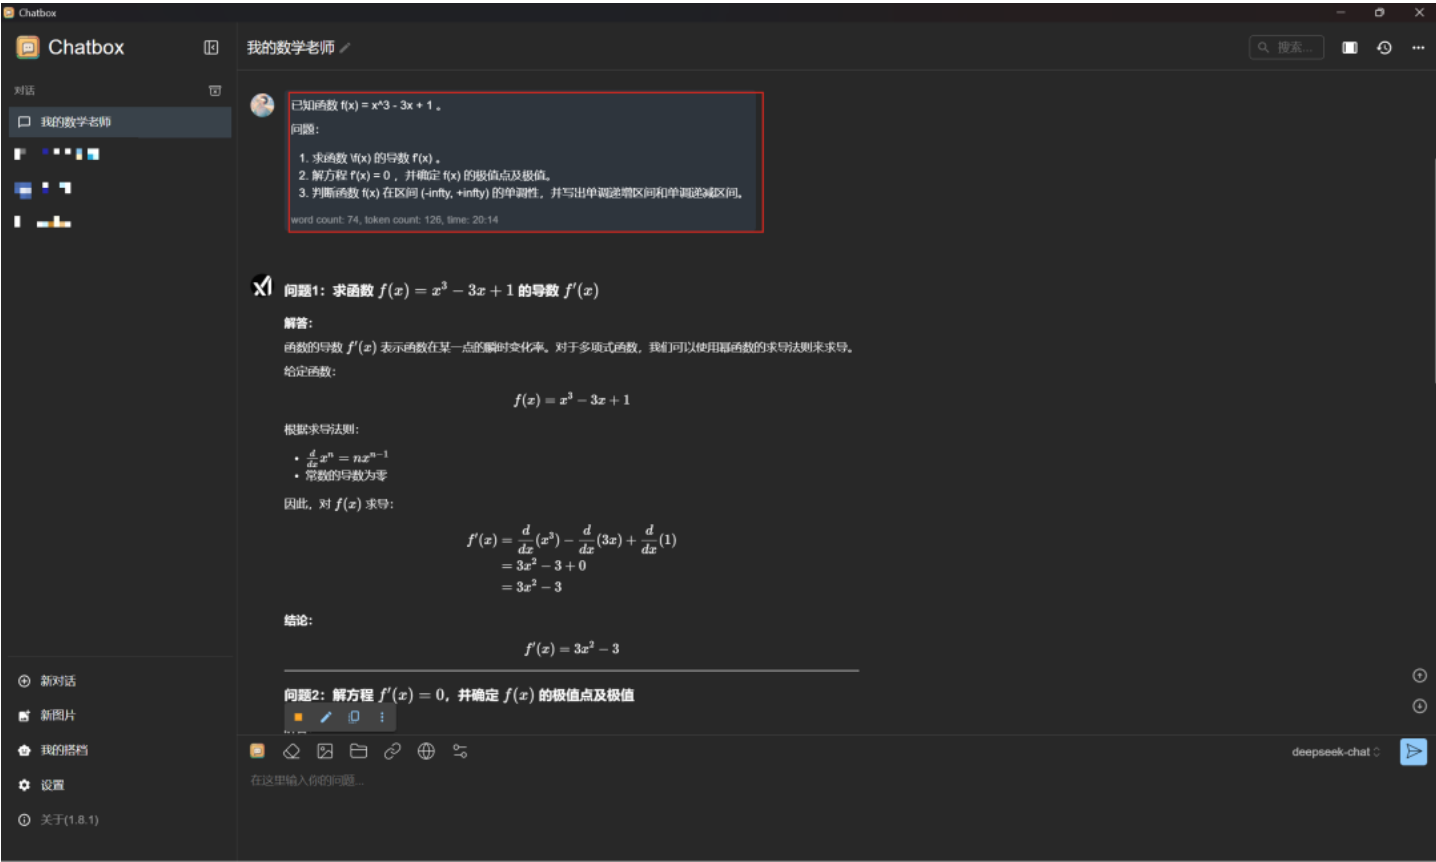 Chatbox
Chatbox
我的数学老师
搜索...
对话
我的数学老师
已知函数 f(x) = x^3 - 3x + 1 。
问题：
1. 求函数 \f(x) 的导数 f'(x) 。
2. 解方程 f'(x) = 0 ，并确定 f(x) 的极值点及极值。
3. 判断函数 f(x) 在区间 (-infty, +infty) 的单调性，并写出单调递增区间和单调递减区间。
word count: 74, token count: 126, time: 20:14
问题1：求函数 f(x) = x³ − 3x + 1 的导数 f′(x)
解答：
函数的导数 f′(x) 表示函数在某一点的瞬时变化率。对于多项式函数，我们可以使用幂函数的求导法则来求导。
给定函数：
f(x) = x³ − 3x + 1
根据求导法则：
• d/dx xⁿ = nxⁿ⁻¹
• 常数的导数为零
因此，对 f(x) 求导：
f′(x) = d/dx (x³) − d/dx (3x) + d/dx (1)
= 3x² − 3 + 0
= 3x² − 3
结论：
f′(x) = 3x² − 3
问题2：解方程 f′(x) = 0，并确定 f(x) 的极值点及极值
新对话
新图片
我的搭档
设置
关于(1.8.1)
deepseek-chat
在这里输入你的问题...